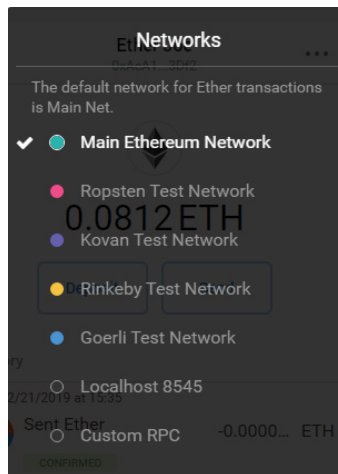 Networks
0xAcA1...3Df2
The default network for Ether transactions
is Main Net.
Main Ethereum Network
Ropsten Test Network
0.0812 ETH
Kovan Test Network
Rinkeby Test Network
Goerli Test Network
Localhost 8545
2/21/2019 at 15:35
Sent Ether
-0.0000... ETH
Custom RPC
CONFIRMED